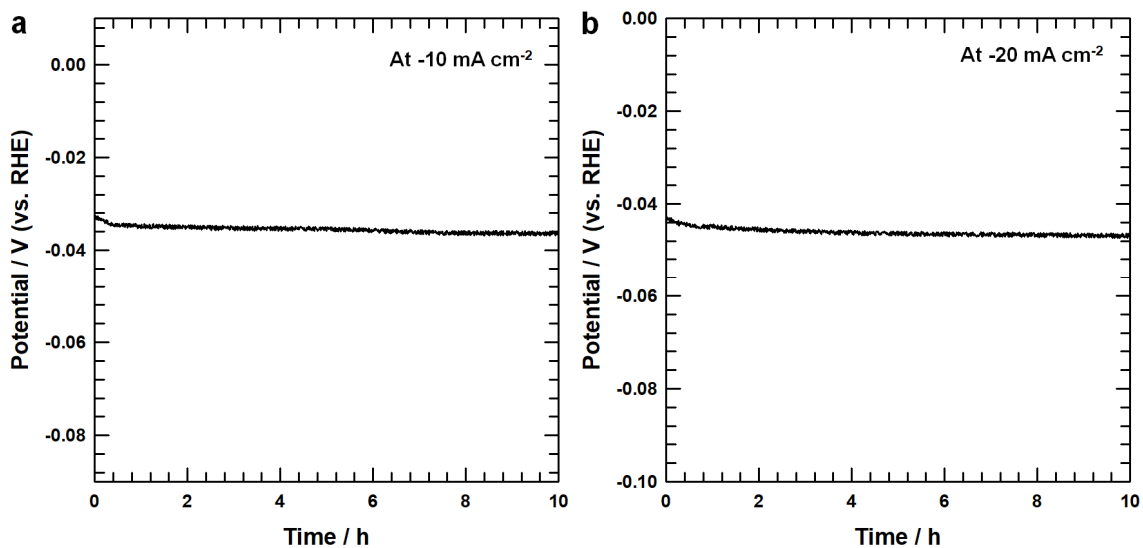 a
At -10 mA cm-2
0.00
-0.02
-0.04
-0.06
-0.08
Potential / V (vs. RHE)
0 2 4 6 8 10
Time / h
b
At -20 mA cm-2
0.00
-0.02
-0.04
-0.06
-0.08
-0.10
Potential / V (vs. RHE)
0 2 4 6 8 10
Time / h